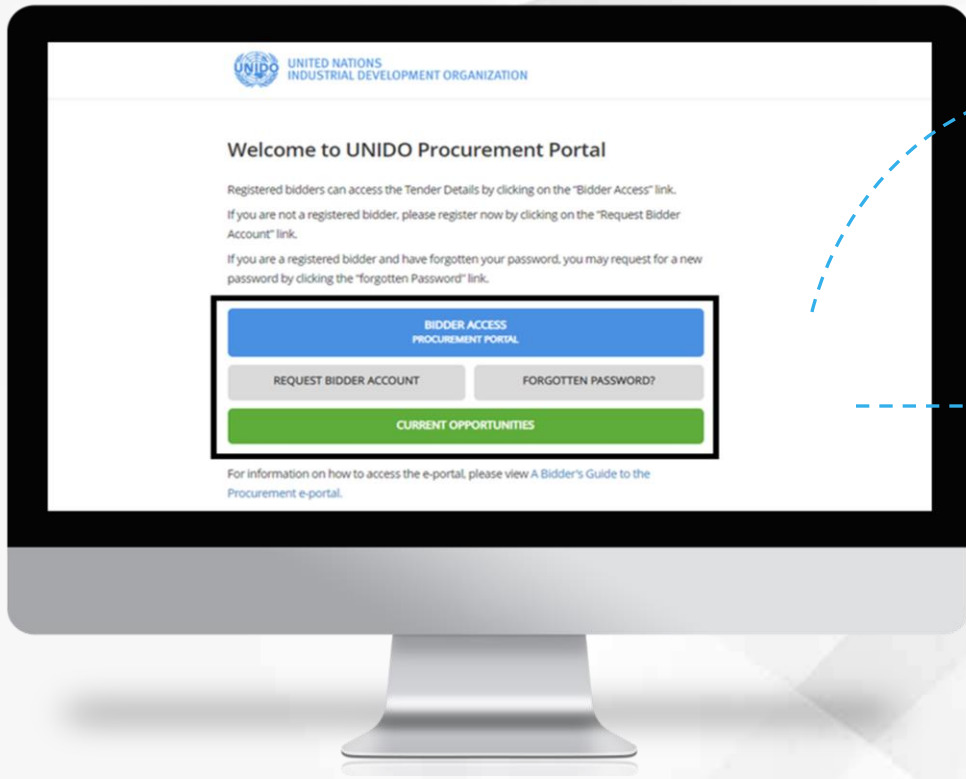 UNIDO
UNITED NATIONS
INDUSTRIAL DEVELOPMENT ORGANIZATION
Welcome to UNIDO Procurement Portal
Registered bidders can access the Tender Details by clicking on the "Bidder Access" link.
If you are not a registered bidder, please register now by clicking on the "Request Bidder
Account" link.
If you are a registered bidder and have forgotten your password, you may request for a new
password by clicking the "forgotten Password" link.
BIDDER ACCESS
PROCUREMENT PORTAL
REQUEST BIDDER ACCOUNT
FORGOTTEN PASSWORD?
CURRENT OPPORTUNITIES
For information on how to access the e-portal, please view A Bidder's Guide to the
Procurement e-portal.